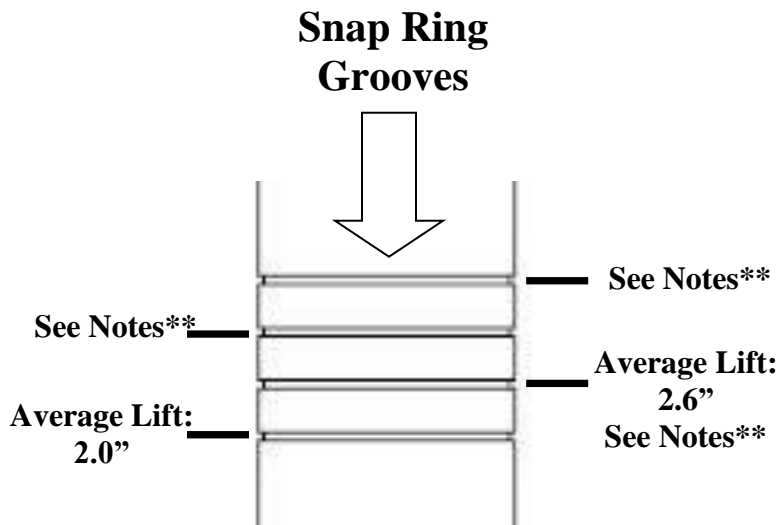 Snap Ring
Grooves
See Notes**
See Notes**
Average Lift:
2.6”
See Notes**
Average Lift:
2.0”